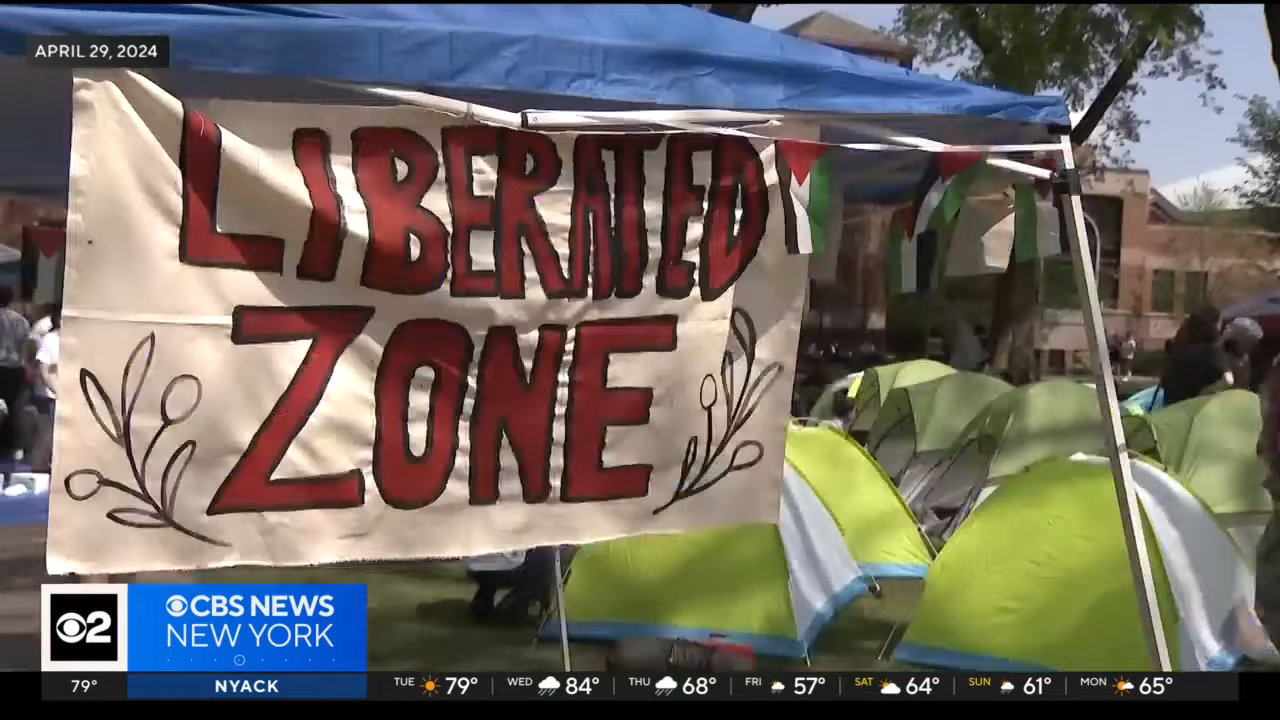 APRIL 29, 2024
LIBERATED
ZONE
2
CBS NEWS
NEW YORK
79° NYACK TUE 79° WED 84° THU 68° FRI 57° SAT 64° SUN 61° MON 65°